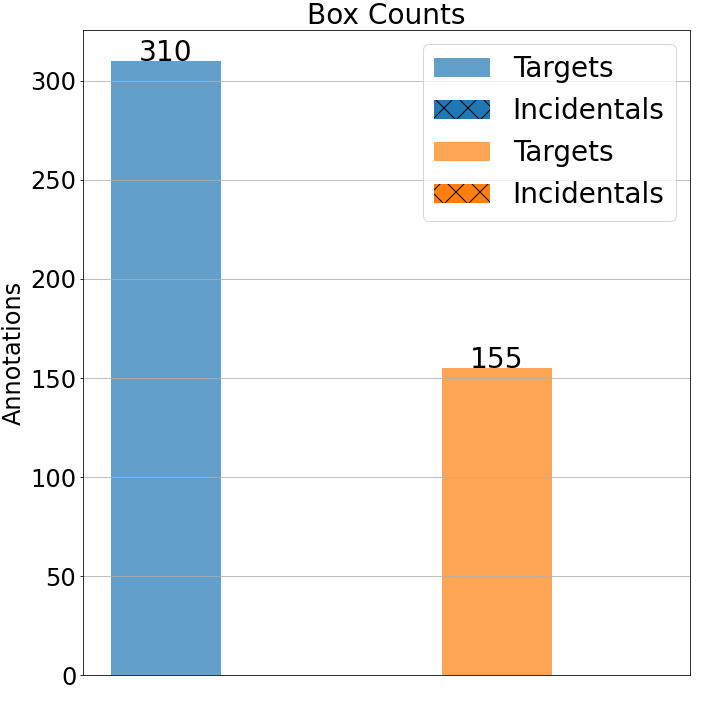 Box Counts
310
155
Targets
Incidentals
Targets
Incidentals
Annotations
300
250
200
150
100
50
0